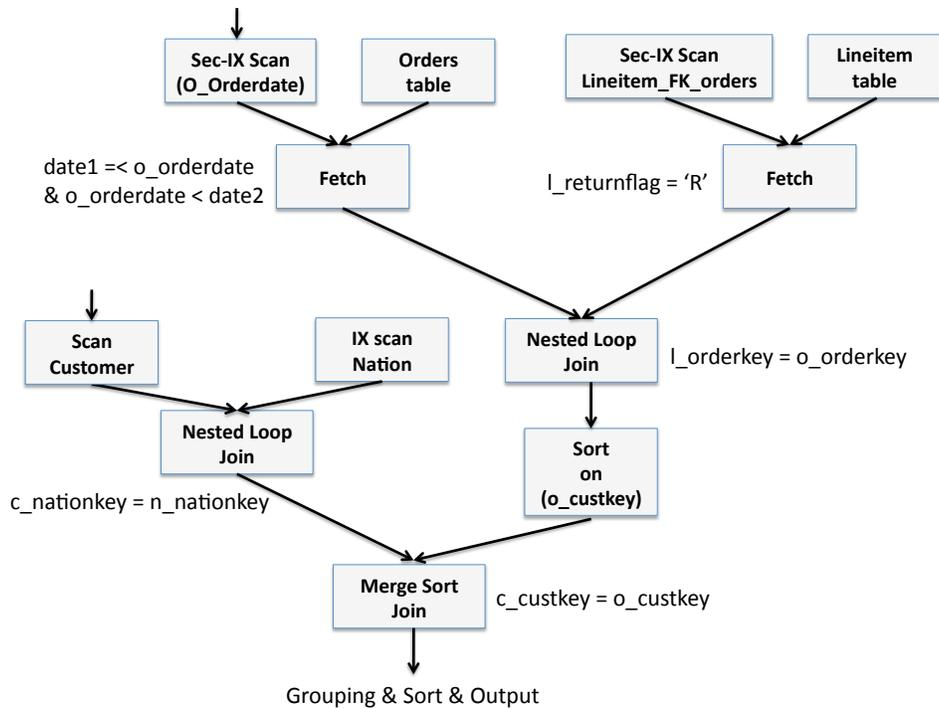 Sec-IX Scan
(O_Orderdate)
Orders
table
Sec-IX Scan
Lineitem_FK_orders
Lineitem
table
date1 =< o_orderdate
& o_orderdate < date2
Fetch
l_returnflag = ‘R’
Fetch
Scan
Customer
IX scan
Nation
Nested Loop
Join
l_orderkey = o_orderkey
Nested Loop
Join
c_nationkey = n_nationkey
Sort
on
(o_custkey)
Merge Sort
Join
c_custkey = o_custkey
Grouping & Sort & Output